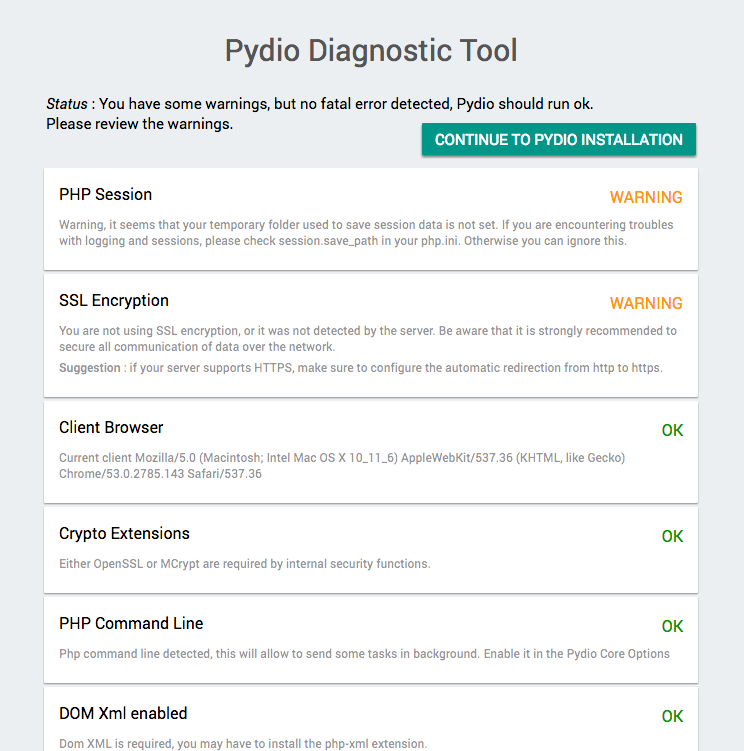 Pydio Diagnostic Tool
Status : You have some warnings, but no fatal error detected, Pydio should run ok.
Please review the warnings.
CONTINUE TO PYDIO INSTALLATION
PHP Session
WARNING
Warning, it seems that your temporary folder used to save session data is not set. If you are encountering troubles
with logging and sessions, please check session.save_path in your php.ini. Otherwise you can ignore this.
SSL Encryption
WARNING
You are not using SSL encryption, or it was not detected by the server. Be aware that it is strongly recommended to
secure all communication of data over the network.
Suggestion : if your server supports HTTPS, make sure to configure the automatic redirection from http to https.
Client Browser
OK
Current client Mozilla/5.0 (Macintosh; Intel Mac OS X 10_11_6) AppleWebKit/537.36 (KHTML, like Gecko)
Chrome/53.0.2785.143 Safari/537.36
Crypto Extensions
OK
Either OpenSSL or MCrypt are required by internal security functions.
PHP Command Line
OK
Php command line detected, this will allow to send some tasks in background. Enable it in the Pydio Core Options
DOM Xml enabled
OK
Dom XML is required, you may have to install the php-xml extension.